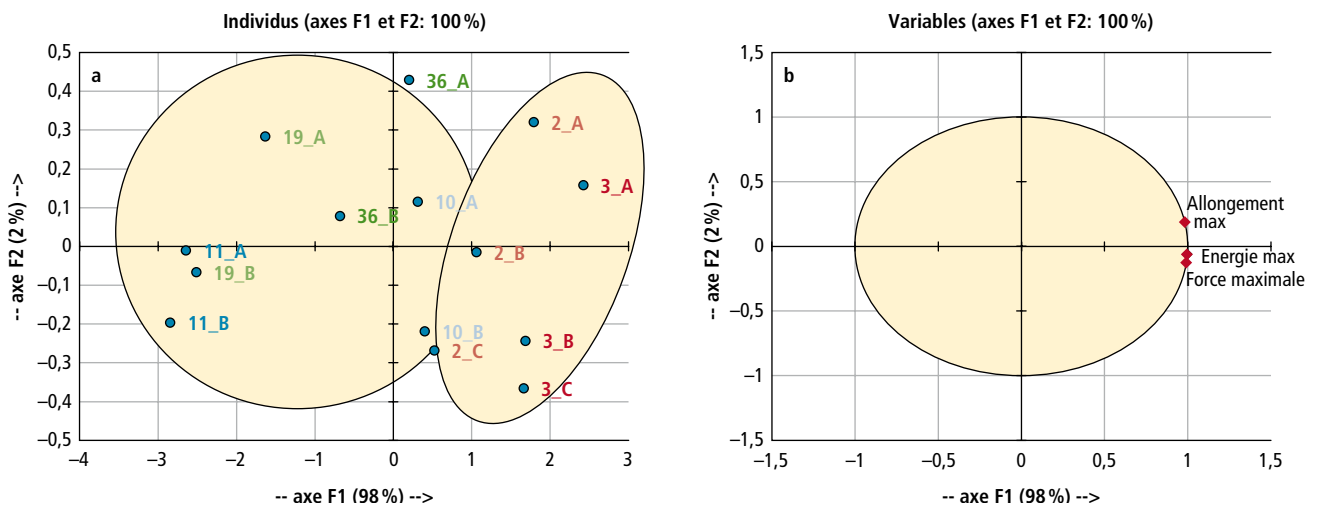 Individus (axes F1 et F2: 100 %)
a
-- axe F2 (2 %) -->
0,5
0,4
0,3
0,2
0,1
0
–0,1
–0,2
–0,3
–0,4
–0,5
36_A
2_A
19_A
3_A
10_A
36_B
11_A
2_B
19_B
11_B
10_B
3_B
2_C
3_C
–4
–3
–2
–1
0
1
2
3
-- axe F1 (98 %) -->
Variables (axes F1 et F2: 100 %)
b
-- axe F2 (2 %) -->
1,5
1
0,5
0
–0,5
–1
–1,5
Allongement
max
Energie max
Force maximale
–1,5
–1
–0,5
0
0,5
1
1,5
-- axe F1 (98 %) -->